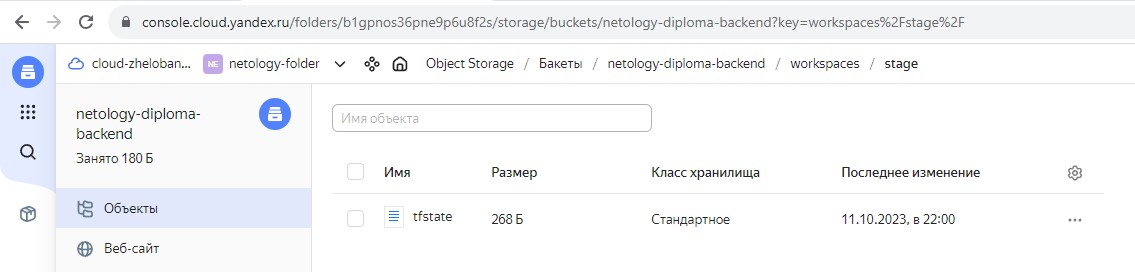 console.cloud.yandex.ru/folders/b1gpnos36pne9p6u8f2s/storage/buckets/netology-diploma-backend?key=workspaces%2Fstage%2F
cloud-zheloban... NE netology-folder Object Storage / Бакеты / netology-diploma-backend / workspaces / stage
netology-diploma-
backend
Занято 180 Б
Объекты
Веб-сайт
Имя объекта
Имя Размер Класс хранилища Последнее изменение
tfstate 268 Б Стандартное 11.10.2023, в 22:00